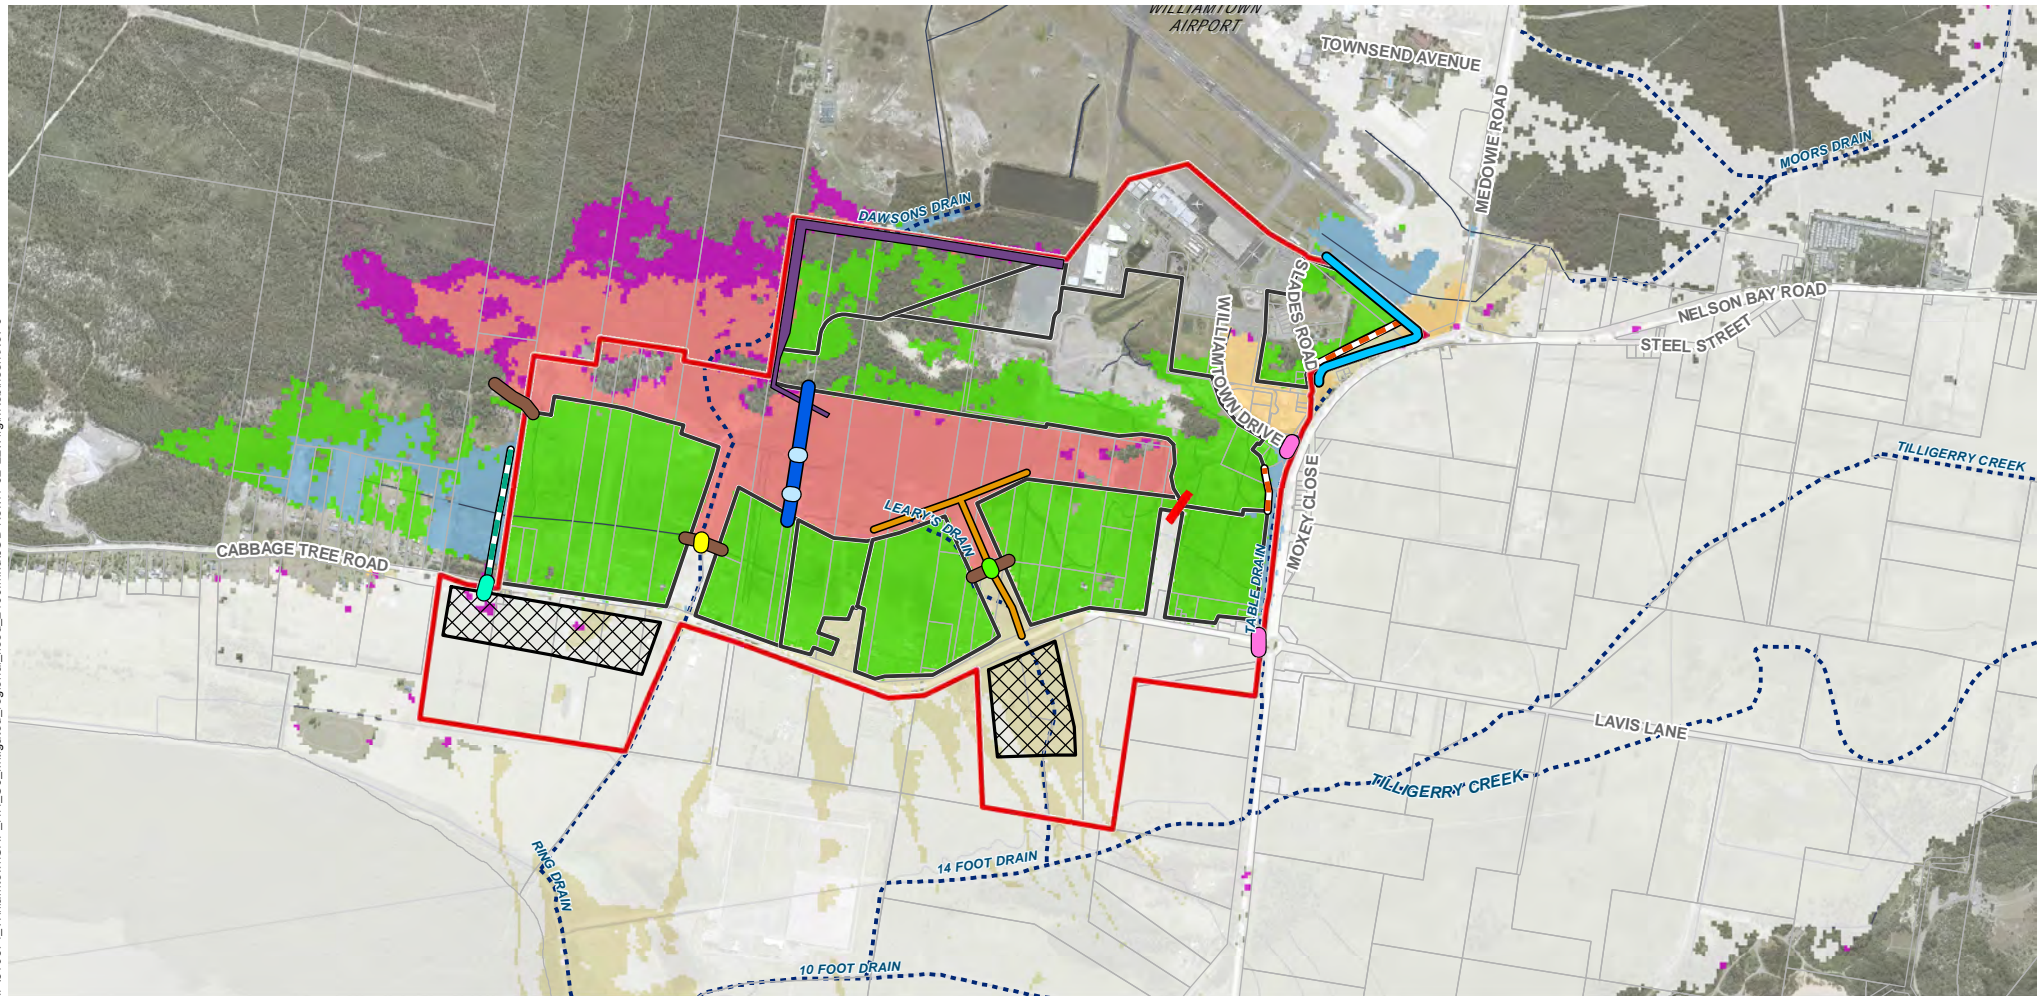 WILLIAMTOWN
AIRPORT
TOWNSEND AVENUE
MEDOWIE ROAD
MOORS DRAIN
DAWSONS DRAIN
SLADES ROAD
WILLIAMTOWN DRIVE
NELSON BAY ROAD
STEEL STREET
TILLIGERRY CREEK
MOXEY CLOSE
LEARY'S DRAIN
CABBAGE TREE ROAD
TABLE DRAIN
LAVIS LANE
TILLIGERRY CREEK
RING DRAIN
14 FOOT DRAIN
10 FOOT DRAIN